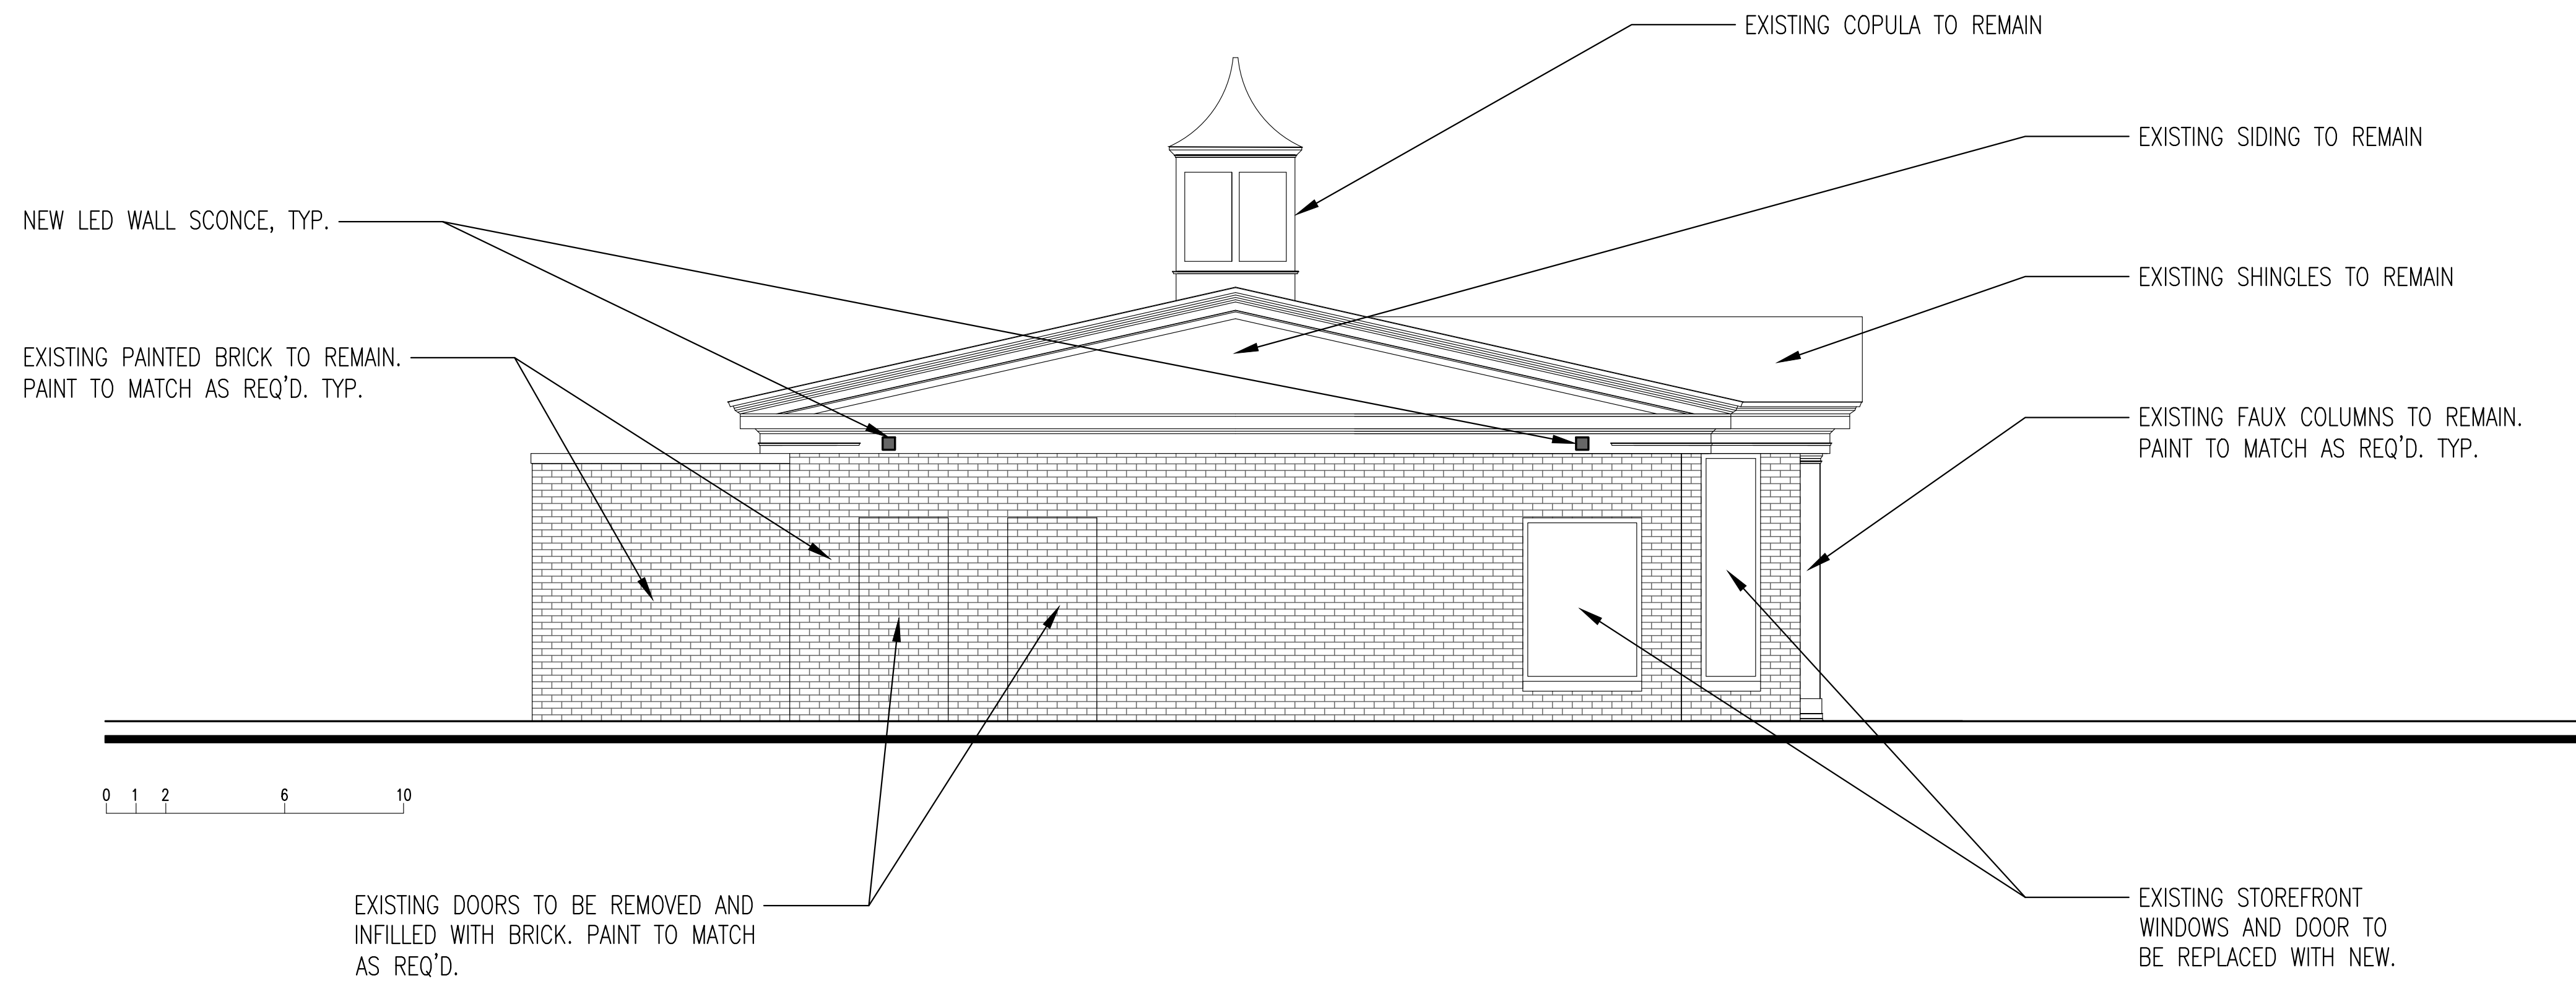 EXISTING COPULA TO REMAIN
EXISTING SIDING TO REMAIN
NEW LED WALL SCONCE, TYP.
EXISTING SHINGLES TO REMAIN
EXISTING PAINTED BRICK TO REMAIN.
PAINT TO MATCH AS REQ'D. TYP.
EXISTING FAUX COLUMNS TO REMAIN.
PAINT TO MATCH AS REQ'D. TYP.
0 1 2 6 10
EXISTING DOORS TO BE REMOVED AND
INFILLED WITH BRICK. PAINT TO MATCH
AS REQ'D.
EXISTING STOREFRONT
WINDOWS AND DOOR TO
BE REPLACED WITH NEW.